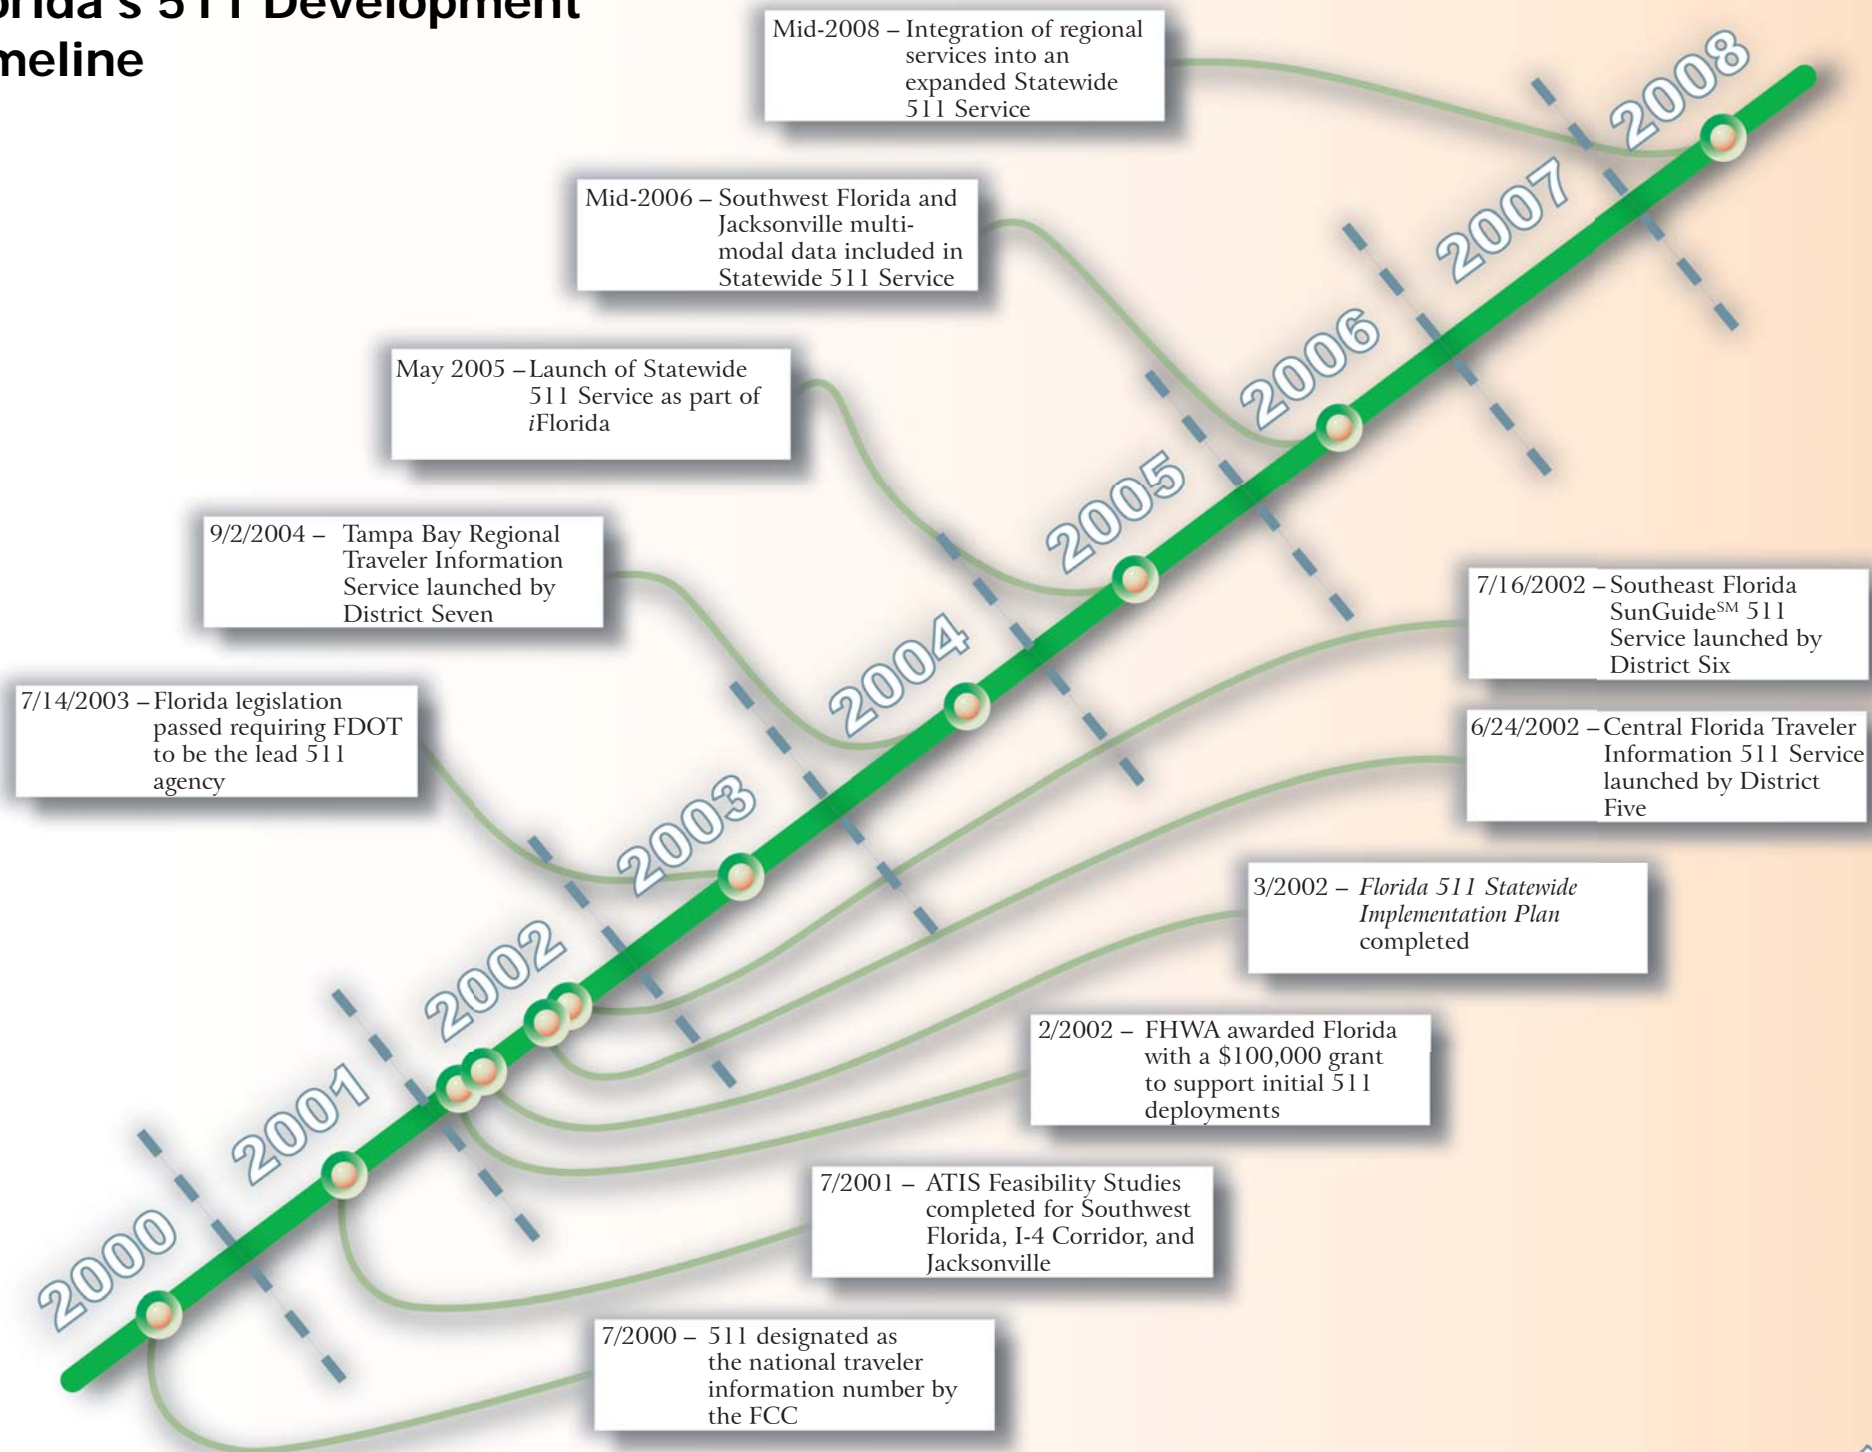 orida's 511 Development
meline
Mid-2008 – Integration of regional
services into an
expanded Statewide
511 Service
Mid-2006 – Southwest Florida and
Jacksonville multi-
modal data included in
Statewide 511 Service
May 2005 – Launch of Statewide
511 Service as part of
iFlorida
9/2/2004 – Tampa Bay Regional
Traveler Information
Service launched by
District Seven
7/14/2003 – Florida legislation
passed requiring FDOT
to be the lead 511
agency
2008
2007
2006
2005
2004
2003
2002
2001
2000
7/16/2002 – Southeast Florida
SunGuide℠ 511
Service launched by
District Six
6/24/2002 – Central Florida Traveler
Information 511 Service
launched by District
Five
3/2002 – Florida 511 Statewide
Implementation Plan
completed
2/2002 – FHWA awarded Florida
with a $100,000 grant
to support initial 511
deployments
7/2001 – ATIS Feasibility Studies
completed for Southwest
Florida, I-4 Corridor, and
Jacksonville
7/2000 – 511 designated as
the national traveler
information number by
the FCC